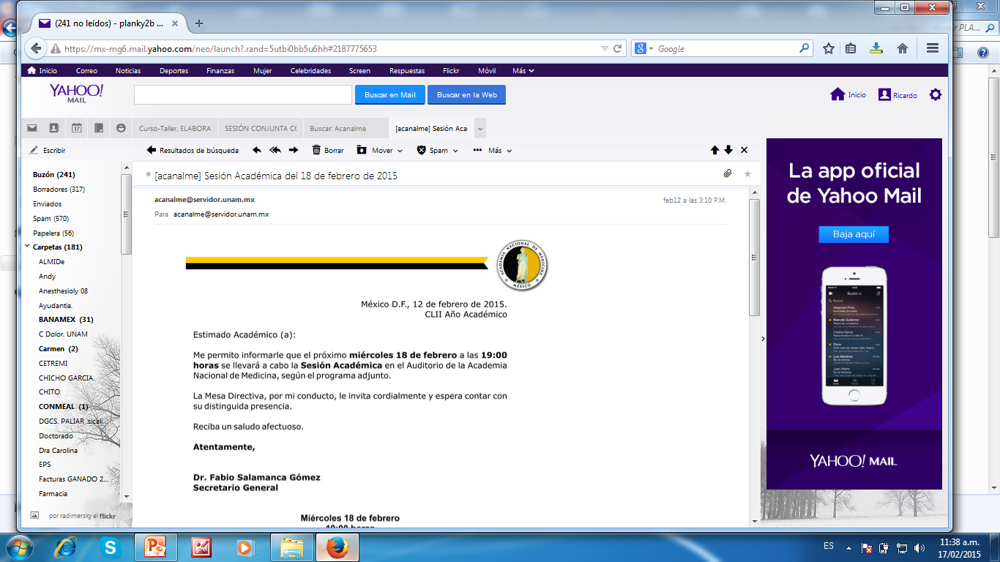 (241 no leídos) - planky2b ...
https://mx-mg6.mail.yahoo.com/neo/launch?.rand=5utbi0bb5u6hh#2187775653
Google
Inicio Correo Noticias Deportes Finanzas Mujer Celebridades Screen Respuestas Flickr Móvil Más
YAHOO! MAIL
Buscar en Mail Buscar en la Web
Inicio Ricardo
17 Curso-Taller, ELABORA SESIÓN CONJUNTA CO Buscar: Acanalme [acanalme] Sesión Aca
Escribir
Resultados de búsqueda Borrar Mover Spam Más
Buzón (241)
Borradores (317)
Enviados
Spam (570)
Papelera (56)
Carpetas (181)
ALMIDe
Andy
Anesthesioly 08
Ayudantia.
BANAMEX (31)
C Dolor. UNAM
Carmen (2)
CETREMI
CHICHO GARCIA.
CHITO.
CONMEAL (1)
DGCS. PALIAR .sicali...
Doctorado
Dra Carolina
EPS
Facturas GANADO 2...
Farmacia
por radimersky el flickr
[acanalme] Sesión Académica del 18 de febrero de 2015
acanalme@servidor.unam.mx
feb12 a las 3:10 P.M.
Para acanalme@servidor.unam.mx
ACADEMIA NACIONAL DE MEDICINA
MÉXICO
México D.F., 12 de febrero de 2015.
CLII Año Académico
Estimado Académico (a):
Me permito informarle que el próximo miércoles 18 de febrero a las 19:00
horas se llevará a cabo la Sesión Académica en el Auditorio de la Academia
Nacional de Medicina, según el programa adjunto.
La Mesa Directiva, por mi conducto, le invita cordialmente y espera contar con
su distinguida presencia.
Reciba un saludo afectuoso.
Atentamente,
Dr. Fabio Salamanca Gómez
Secretario General
Miércoles 18 de febrero
19:00 horas
La app oficial
de Yahoo Mail
Baja aquí
YAHOO! MAIL
ES
11:38 a.m.
17/02/2015